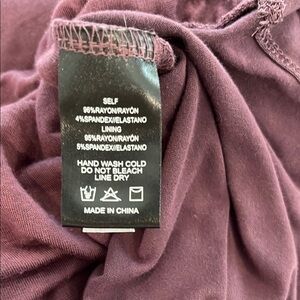 SELF
96%RAYON/RAYÓN
4%SPANDEX/ELASTANO
LINING
95%RAYON/RAYÓN
5%SPANDEX/ELASTANO
HAND WASH COLD
DO NOT BLEACH
LINE DRY
MADE IN CHINA